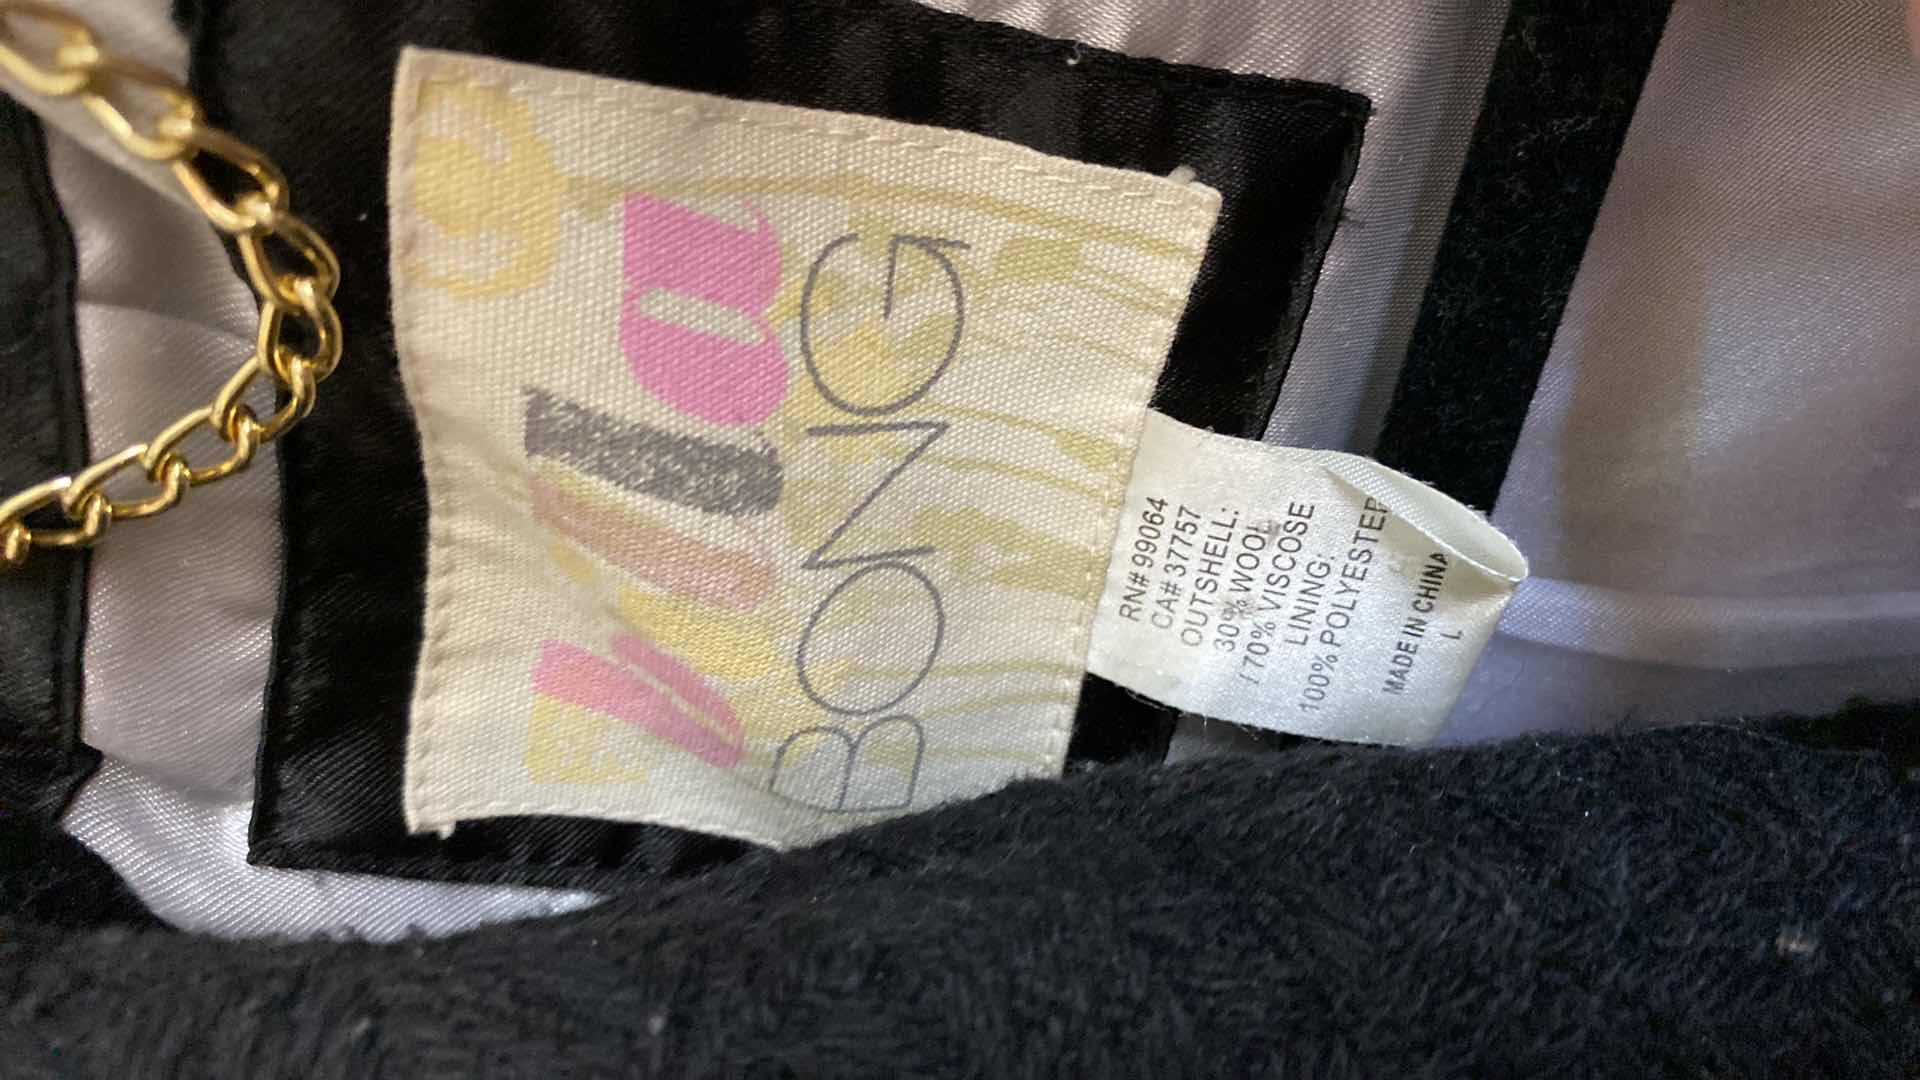 BONG
RN# 99064
CA# 37757
OUTSHELL:
30% WOOL
/ 70% VISCOSE
LINING:
100% POLYESTER
MADE IN CHINA
L